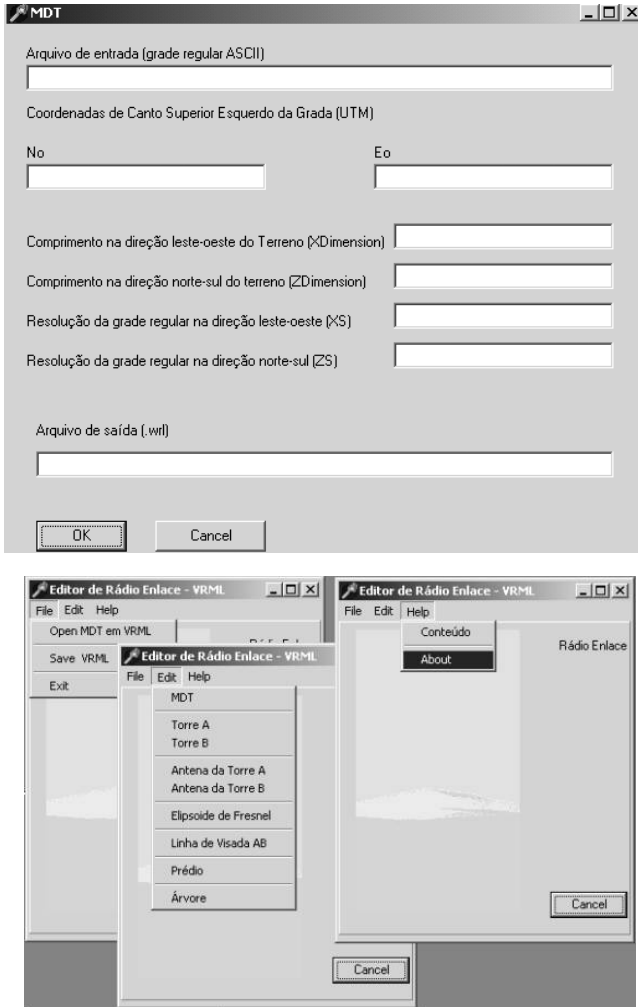 MDT
Arquivo de entrada (grade regular ASCII)
Coordenadas de Canto Superior Esquerdo da Grada (UTM)
No Eo
Comprimento na direção leste-oeste do Terreno (XDimension)
Comprimento na direção norte-sul do terreno (ZDimension)
Resolução da grade regular na direção leste-oeste (XS)
Resolução da grade regular na direção norte-sul (ZS)
Arquivo de saída (.wrl)
OK Cancel
Editor de Rádio Enlace - VRML
File Edit Help
Open MDT em VRML
Save VRML
Exit
Editor de Rádio Enlace - VRML
File Edit Help
MDT
Torre A
Torre B
Antena da Torre A
Antena da Torre B
Elipsoide de Fresnel
Linha de Visada AB
Prédio
Árvore
Cancel
Editor de Rádio Enlace - VRML
File Edit Help
Conteúdo
About
Rádio Enlace
Cancel